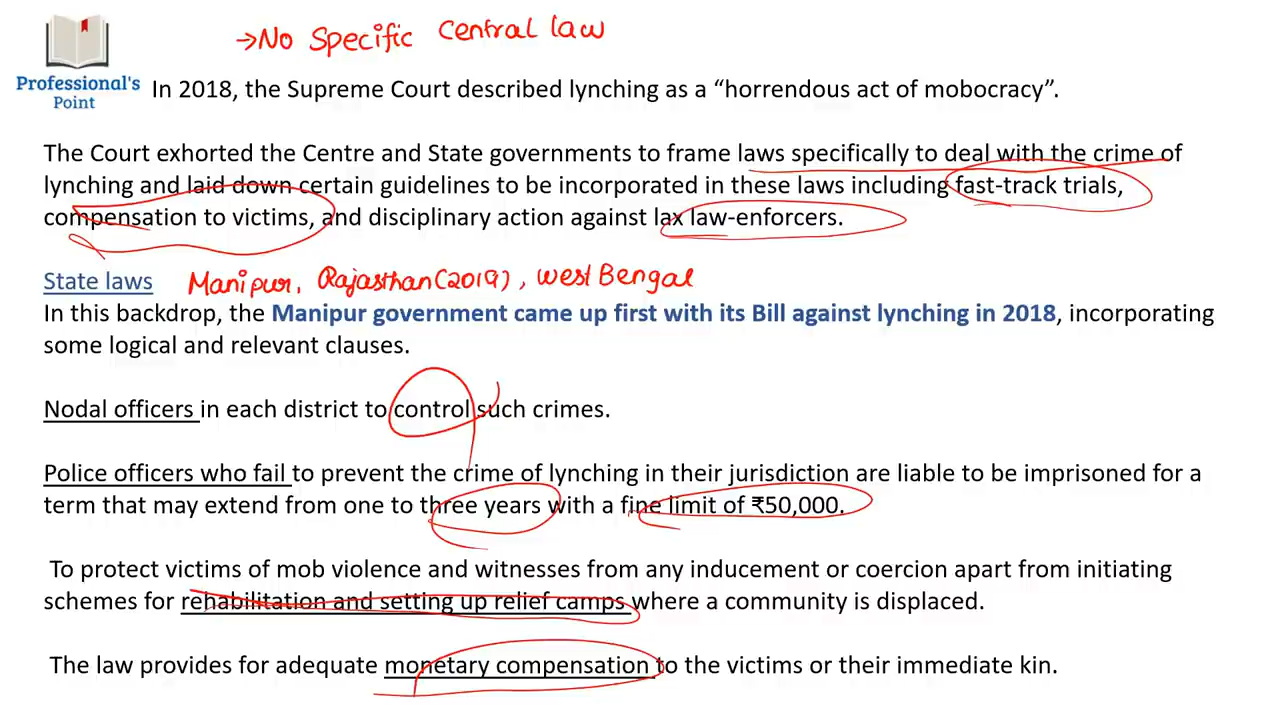 →No Specific Central law
Professional's
Point
In 2018, the Supreme Court described lynching as a “horrendous act of mobocracy”.
The Court exhorted the Centre and State governments to frame laws specifically to deal with the crime of
lynching and laid down certain guidelines to be incorporated in these laws including fast-track trials,
compensation to victims, and disciplinary action against lax law-enforcers.
State laws Manipur, Rajasthan(2019), west Bengal
In this backdrop, the Manipur government came up first with its Bill against lynching in 2018, incorporating
some logical and relevant clauses.
Nodal officers in each district to control such crimes.
Police officers who fail to prevent the crime of lynching in their jurisdiction are liable to be imprisoned for a
term that may extend from one to three years with a fine limit of ₹50,000.
To protect victims of mob violence and witnesses from any inducement or coercion apart from initiating
schemes for rehabilitation and setting up relief camps where a community is displaced.
The law provides for adequate monetary compensation to the victims or their immediate kin.